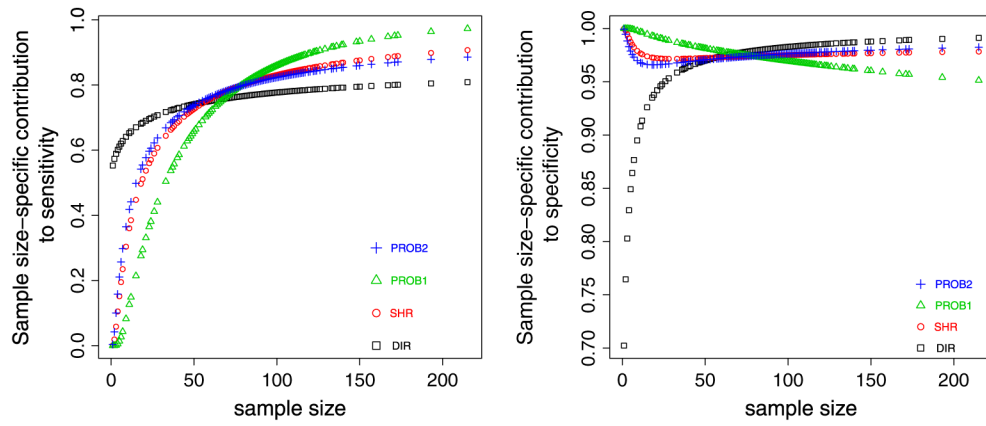 Sample size−specific contribution
to sensitivity
1.0
0.8
0.6
0.4
0.2
0.0
PROB2
PROB1
SHR
DIR
0 50 100 150 200
sample size
Sample size−specific contribution
to specificity
1.00
0.95
0.90
0.85
0.80
0.75
0.70
PROB2
PROB1
SHR
DIR
0 50 100 150 200
sample size